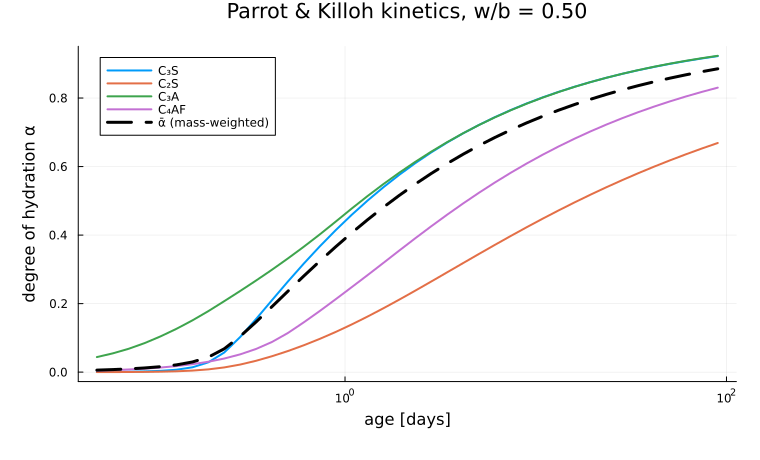 Parrot & Killoh kinetics, w/b = 0.50
C₃S
C₂S
C₃A
C₄AF
ᾱ (mass-weighted)
degree of hydration α
0.8
0.6
0.4
0.2
0.0
10⁰
10²
age [days]